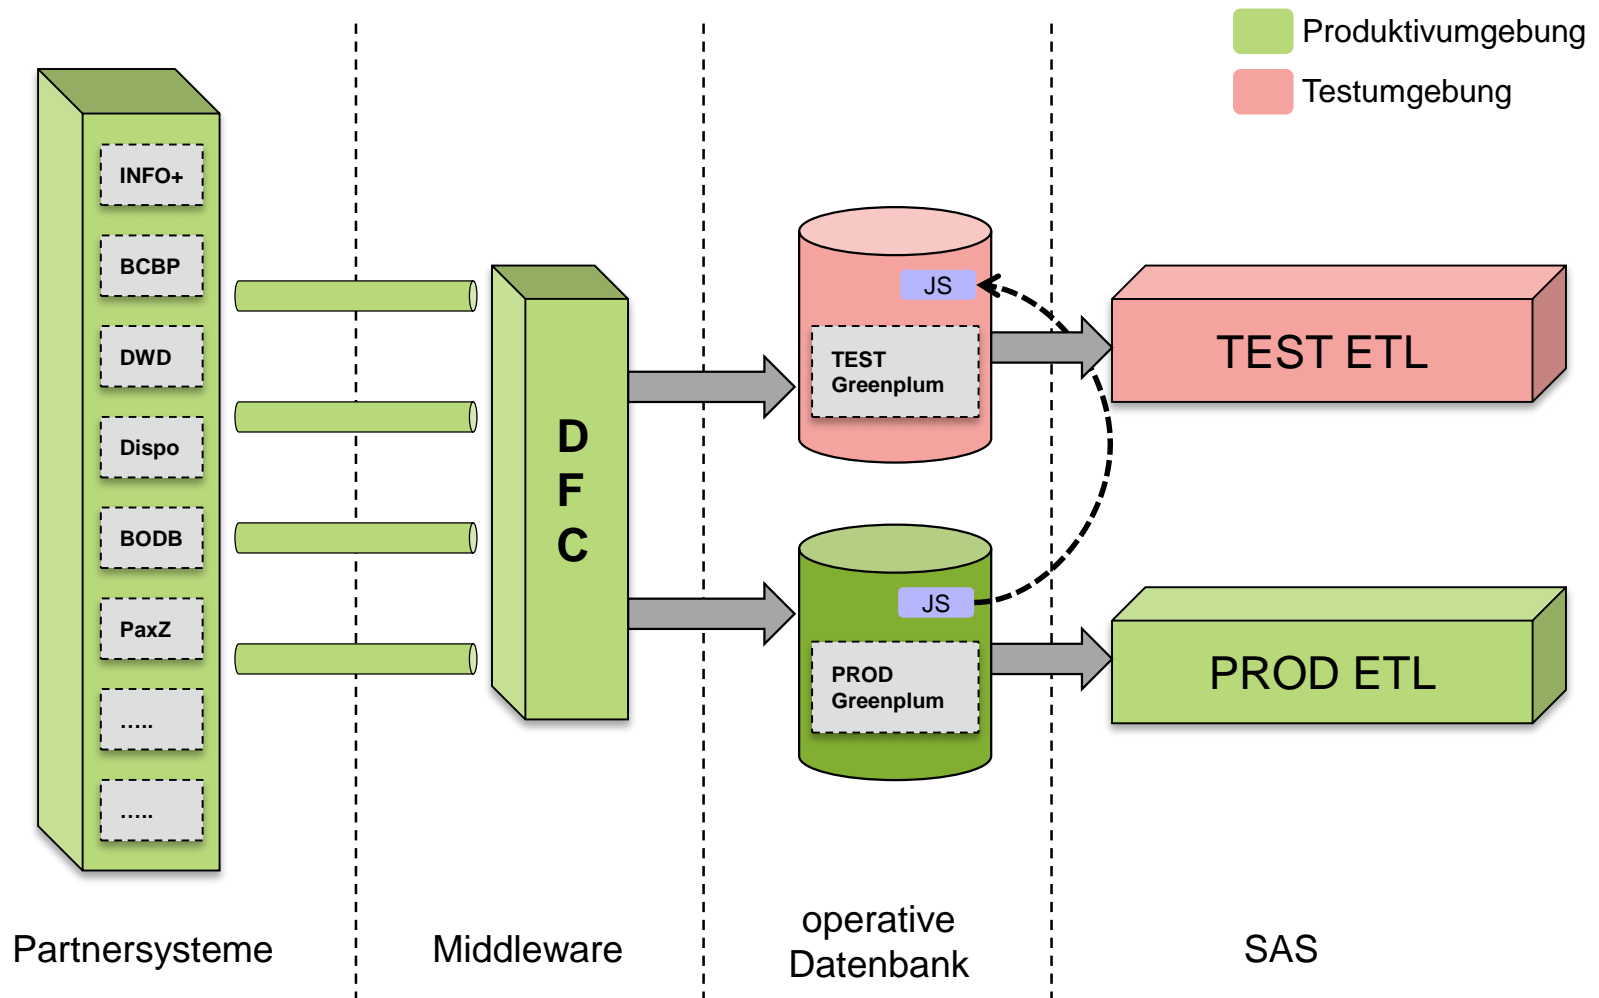 Produktivumgebung
Testumgebung
INFO+
BCBP
DWD
Dispo
BODB
PaxZ
.....
.....
D
F
C
JS
TEST
Greenplum
JS
PROD
Greenplum
TEST ETL
PROD ETL
Partnersysteme
Middleware
operative
Datenbank
SAS